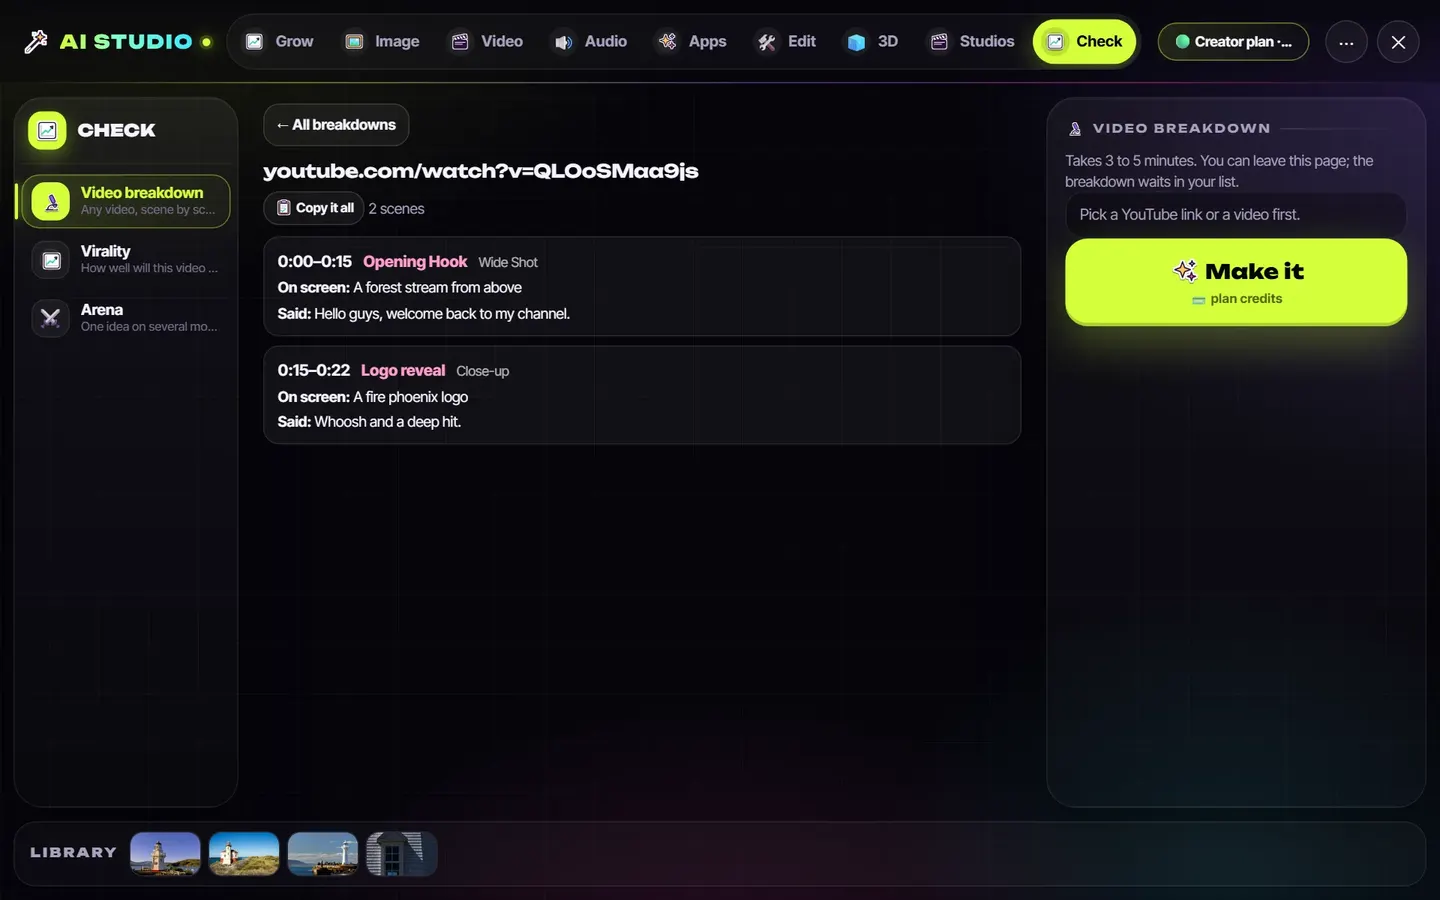 AI STUDIO
Grow
Image
Video
Audio
Apps
Edit
3D
Studios
Check
Creator plan ·...
...
CHECK
Video breakdown
Any video, scene by sc...
Virality
How well will this video ...
Arena
One idea on several mo...
← All breakdowns
youtube.com/watch?v=QLOoSMaa9js
Copy it all
2 scenes
0:00–0:15 Opening Hook Wide Shot
On screen: A forest stream from above
Said: Hello guys, welcome back to my channel.
0:15–0:22 Logo reveal Close-up
On screen: A fire phoenix logo
Said: Whoosh and a deep hit.
VIDEO BREAKDOWN
Takes 3 to 5 minutes. You can leave this page; the
breakdown waits in your list.
Pick a YouTube link or a video first.
Make it
plan credits
LIBRARY